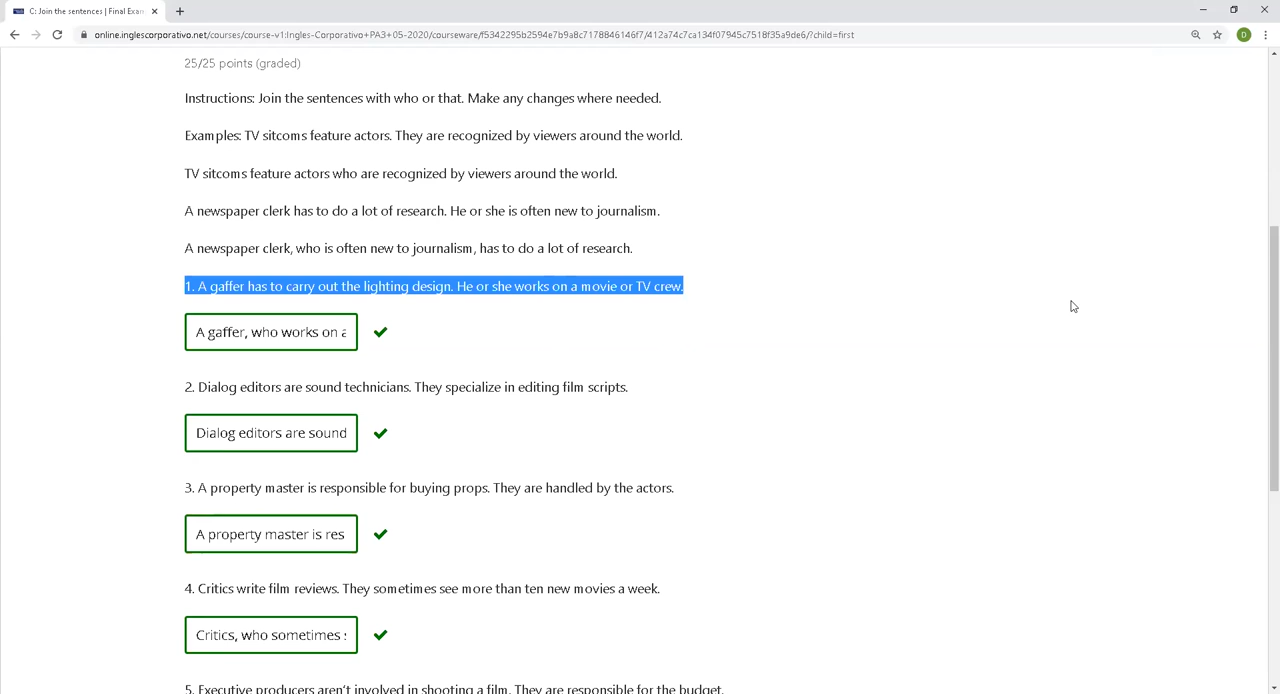 C: Join the sentences | Final Exam
online.inglescorporativo.net/courses/course-v1:Ingles-Corporativo+PA3+05-2020/courseware/f5342295b2594e7b9a8c7178846146f7/412a74c7ca134f07945c7518f35a9de6/?child=first
D
25/25 points (graded)
Instructions: Join the sentences with who or that. Make any changes where needed.
Examples: TV sitcoms feature actors. They are recognized by viewers around the world.
TV sitcoms feature actors who are recognized by viewers around the world.
A newspaper clerk has to do a lot of research. He or she is often new to journalism.
A newspaper clerk, who is often new to journalism, has to do a lot of research.
1. A gaffer has to carry out the lighting design. He or she works on a movie or TV crew.
A gaffer, who works on a
2. Dialog editors are sound technicians. They specialize in editing film scripts.
Dialog editors are sound
3. A property master is responsible for buying props. They are handled by the actors.
A property master is res
4. Critics write film reviews. They sometimes see more than ten new movies a week.
Critics, who sometimes s
5. Executive producers aren't involved in shooting a film. They are responsible for the budget.